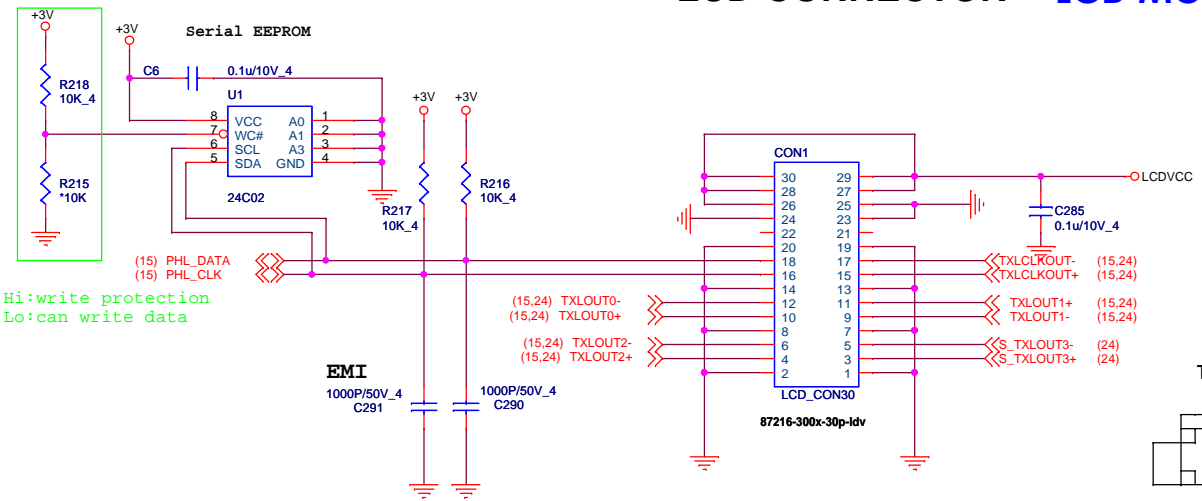 +3V
R218
10K_4
R215
*10K
Hi:write protection
Lo:can write data
+3V
Serial EEPROM
C6
0.1u/10V_4
U1
8 VCC A0 1
7 WC# A1 2
6 SCL A3 3
5 SDA GND 4
24C02
+3V +3V
R217
10K_4
R216
10K_4
(15) PHL_DATA
(15) PHL_CLK
EMI
1000P/50V_4
C291
1000P/50V_4
C290
CON1
30 29
28 27
26 25
24 23
22 21
20 19
18 17
16 15
14 13
12 11
10 9
8 7
6 5
4 3
2 1
LCD_CON30
87216-300x-30p-ldv
(15,24) TXLOUT0-
(15,24) TXLOUT0+
(15,24) TXLOUT2-
(15,24) TXLOUT2+
LCDVCC
C285
0.1u/10V_4
TXLCLKOUT- (15,24)
TXLCLKOUT+ (15,24)
TXLOUT1+ (15,24)
TXLOUT1- (15,24)
S_TXLOUT3- (24)
S_TXLOUT3+ (24)